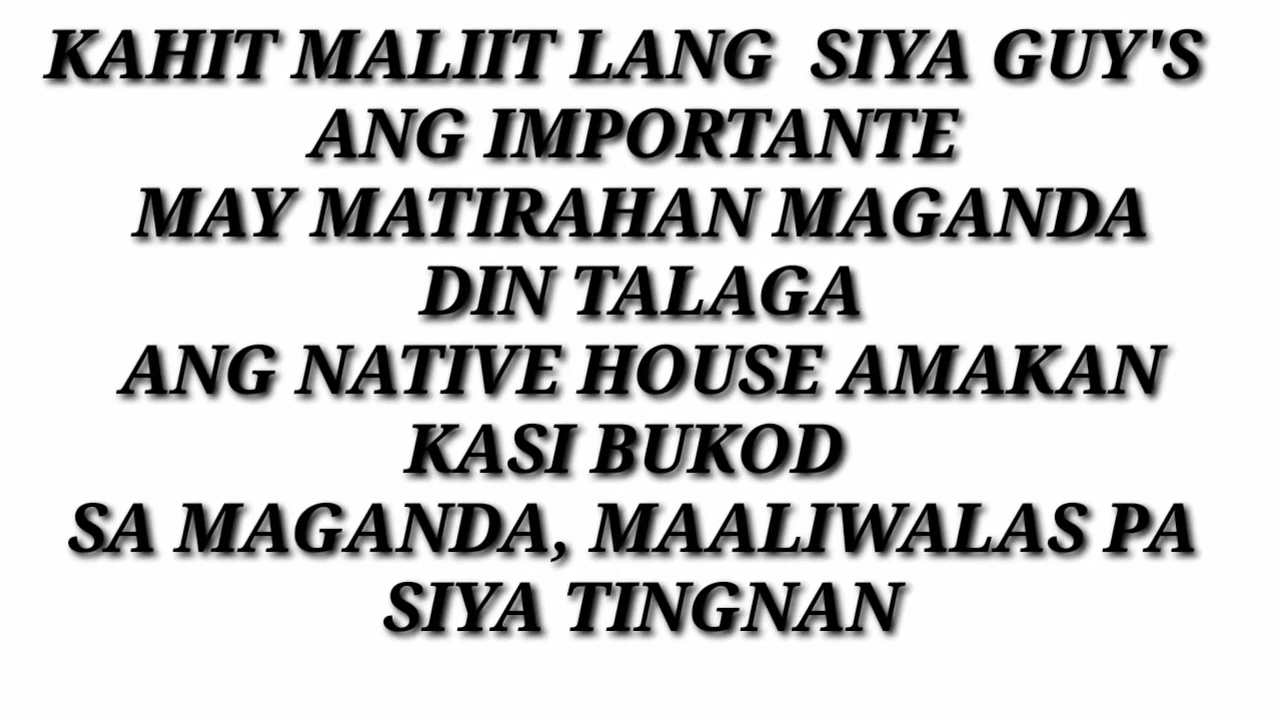 KAHIT MALIIT LANG  SIYA GUY'S
ANG IMPORTANTE
MAY MATIRAHAN MAGANDA
DIN TALAGA
ANG NATIVE HOUSE AMAKAN
KASI BUKOD
SA MAGANDA, MAALIWALAS PA
SIYA TINGNAN